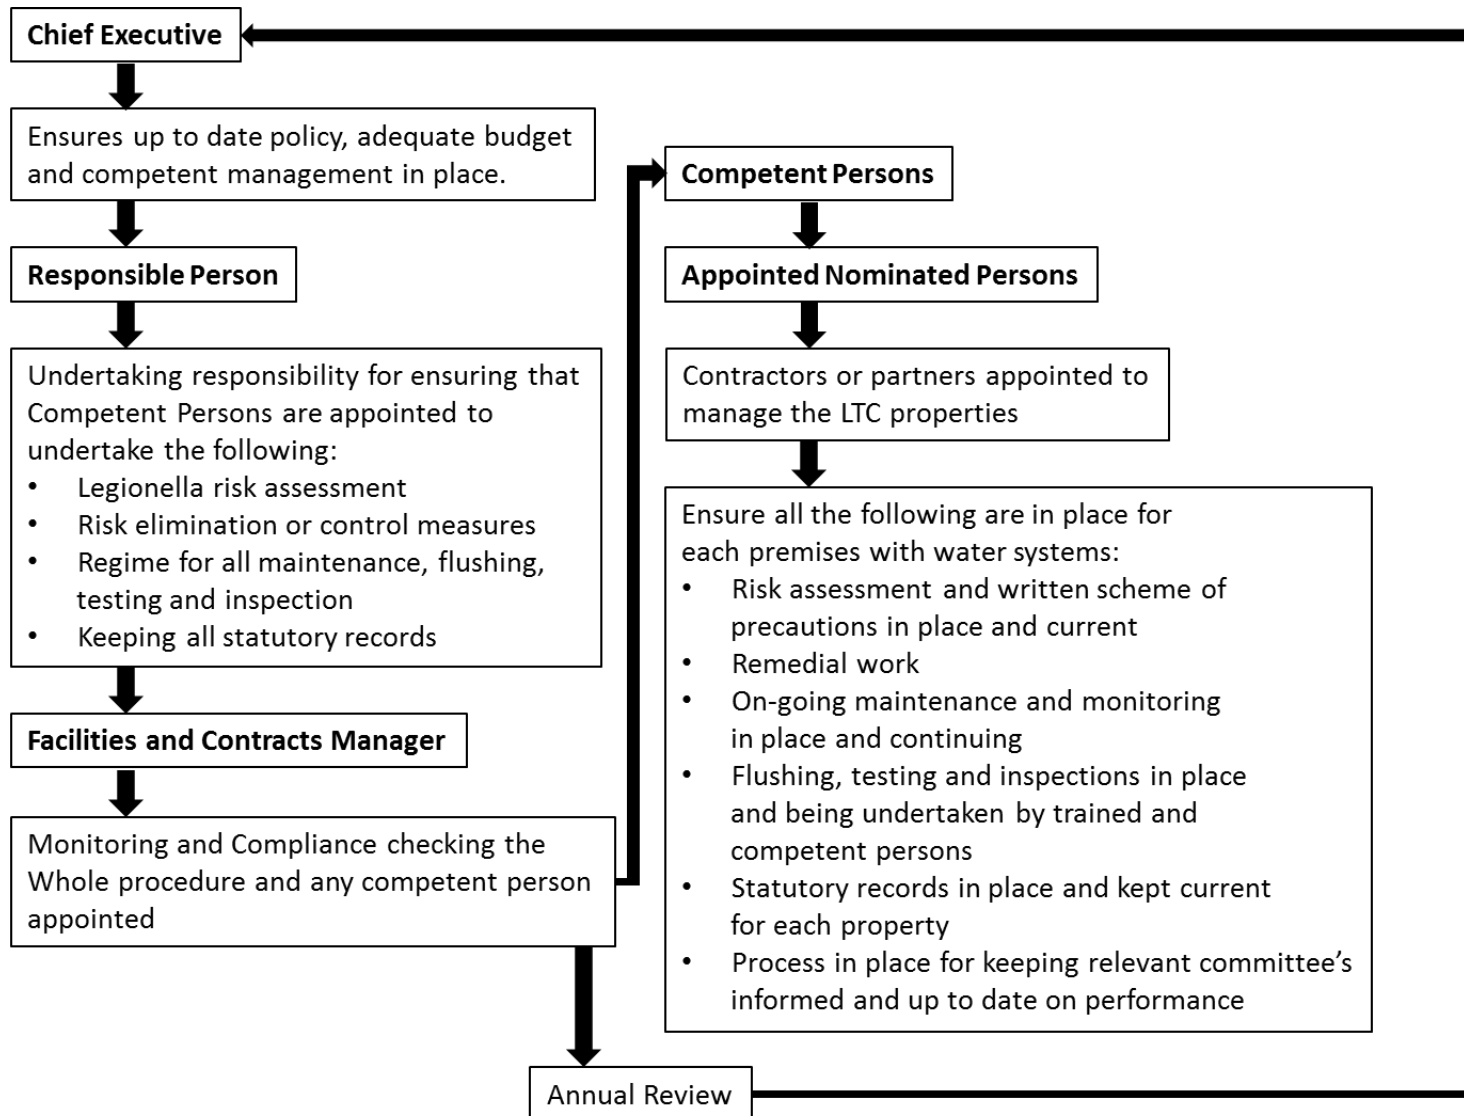 Chief Executive
Ensures up to date policy, adequate budget
and competent management in place.
Responsible Person
Undertaking responsibility for ensuring that
Competent Persons are appointed to
undertake the following:
• Legionella risk assessment
• Risk elimination or control measures
• Regime for all maintenance, flushing,
testing and inspection
• Keeping all statutory records
Facilities and Contracts Manager
Monitoring and Compliance checking the
Whole procedure and any competent person
appointed
Competent Persons
Appointed Nominated Persons
Contractors or partners appointed to
manage the LTC properties
Ensure all the following are in place for
each premises with water systems:
• Risk assessment and written scheme of
precautions in place and current
• Remedial work
• On-going maintenance and monitoring
in place and continuing
• Flushing, testing and inspections in place
and being undertaken by trained and
competent persons
• Statutory records in place and kept current
for each property
• Process in place for keeping relevant committee’s
informed and up to date on performance
Annual Review